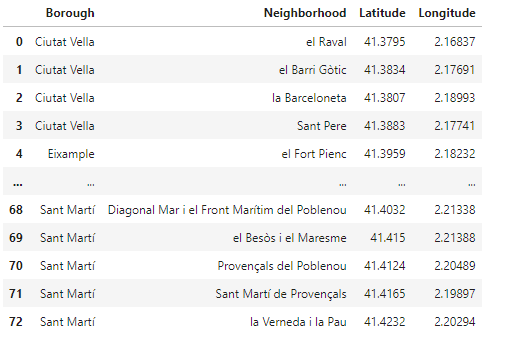 Borough Neighborhood Latitude Longitude
0 Ciutat Vella el Raval 41.3795 2.16837
1 Ciutat Vella el Barri Gòtic 41.3834 2.17691
2 Ciutat Vella la Barceloneta 41.3807 2.18993
3 Ciutat Vella Sant Pere 41.3883 2.17741
4 Eixample el Fort Pienc 41.3959 2.18232
... ... ... ... ...
68 Sant Martí Diagonal Mar i el Front Marítim del Poblenou 41.4032 2.21338
69 Sant Martí el Besòs i el Maresme 41.415 2.21388
70 Sant Martí Provençals del Poblenou 41.4124 2.20489
71 Sant Martí Sant Martí de Provençals 41.4165 2.19897
72 Sant Martí la Verneda i la Pau 41.4232 2.20294